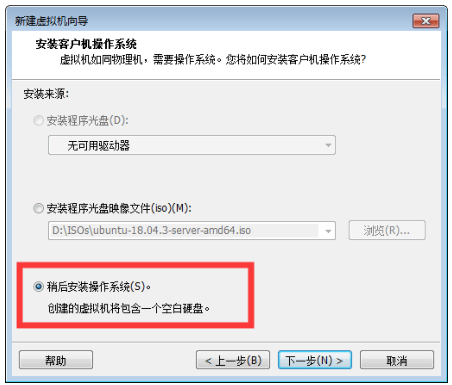 新建虚拟机向导
安装客户机操作系统
虚拟机如同物理机，需要操作系统。您将如何安装客户机操作系统?
安装来源:
安装程序光盘(D):
无可用驱动器
安装程序光盘映像文件(iso)(M):
D:\ISOs\ubuntu-18.04.3-server-amd64.iso
浏览(R)...
稍后安装操作系统(S)。
创建的虚拟机将包含一个空白硬盘。
帮助
< 上一步(B)
下一步(N) >
取消